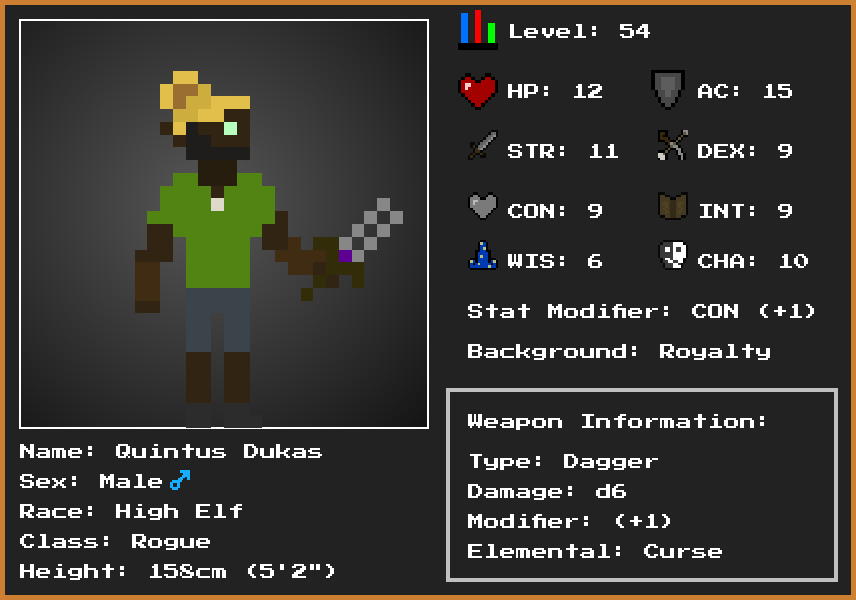 Level: 54
HP: 12 AC: 15
STR: 11 DEX: 9
CON: 9 INT: 9
WIS: 6 CHA: 10
Stat Modifier: CON (+1)
Background: Royalty
Weapon Information:
Type: Dagger
Damage: d6
Modifier: (+1)
Elemental: Curse
Name: Quintus Dukas
Sex: Male♂
Race: High Elf
Class: Rogue
Height: 158cm (5'2")